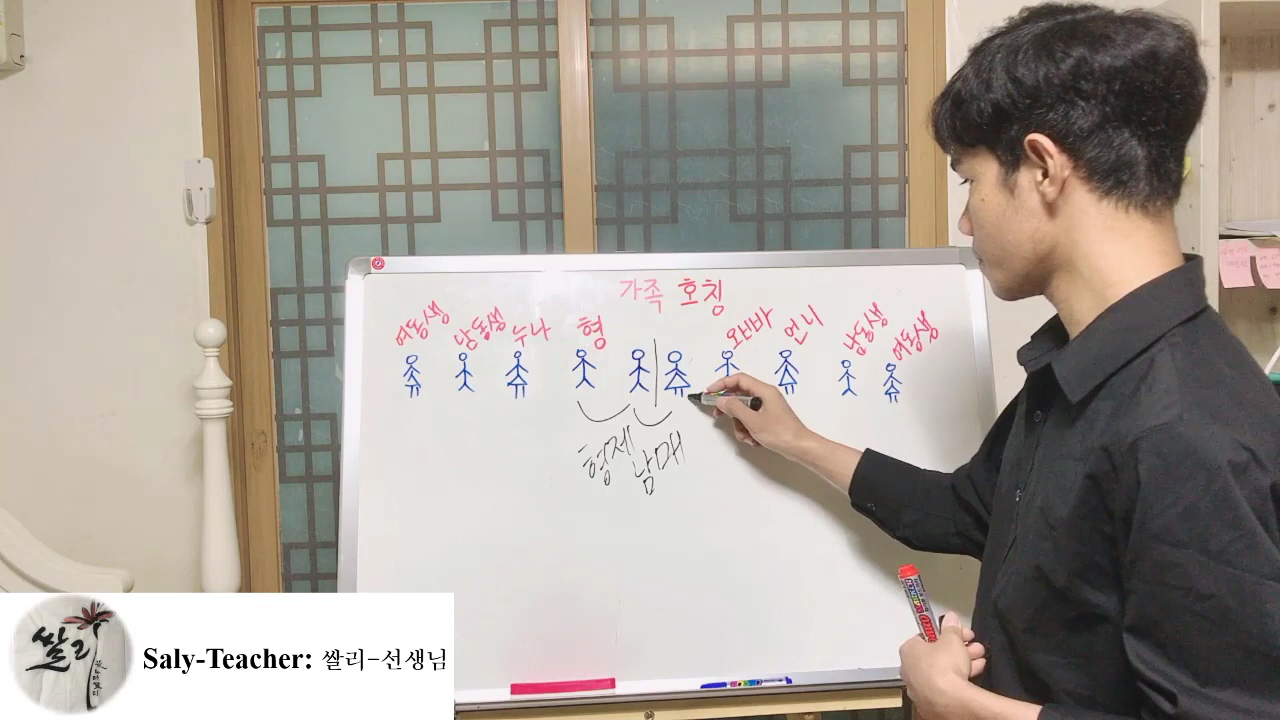 가족 호칭
여동생 남동생 누나 형 오빠 언니 남동생 여동생
형제 남매
쌀리
Saly-Teacher: 쌀리-선생님